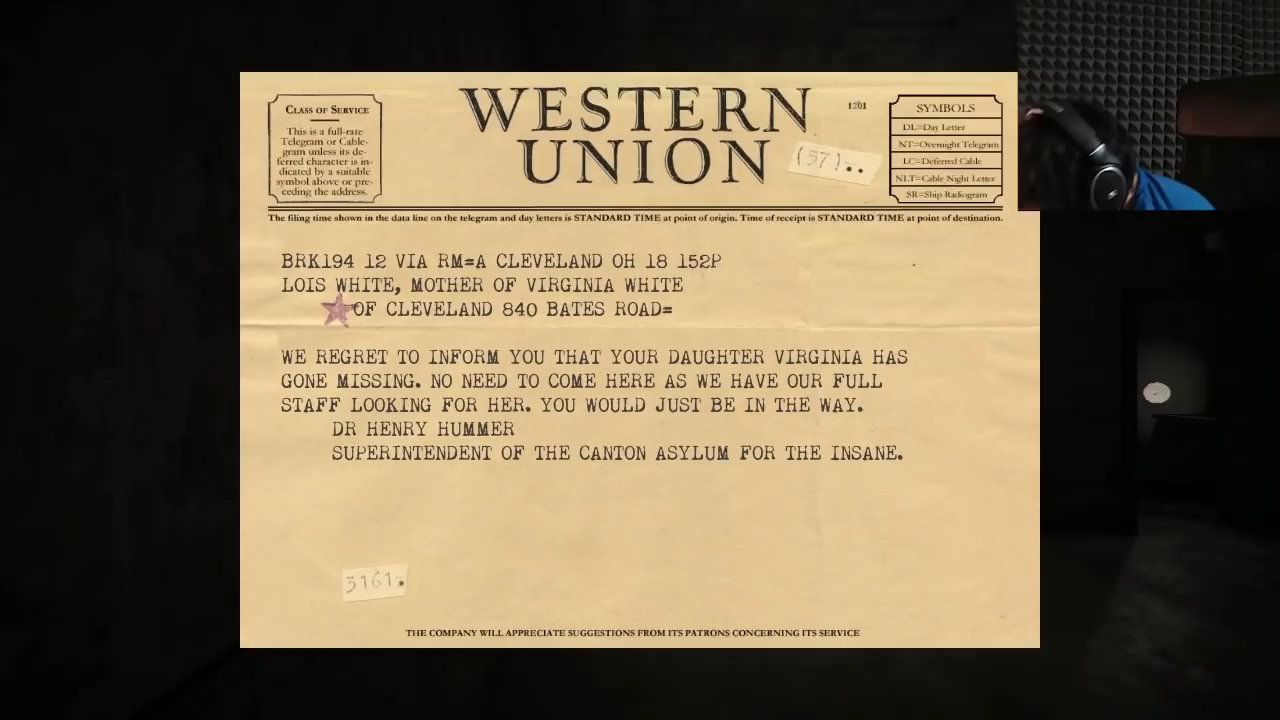 CLASS OF SERVICE
This is a full-rate
Telegram or Cable-
gram unless its de-
ferred character is in-
dicated by a suitable
symbol above or pre-
ceding the address.
WESTERN
UNION
1201
(57)-..
SYMBOLS
DL=Day Letter
NT=Overnight Telegram
LC=Deferred Cable
NLT=Cable Night Letter
SR=Ship Radiogram
The filing time shown in the data line on the telegram and day letters is STANDARD TIME at point of origin. Time of receipt is STANDARD TIME at point of destination.
BRK194 12 VIA RM=A CLEVELAND OH 18 152P
LOIS WHITE, MOTHER OF VIRGINIA WHITE
OF CLEVELAND 840 BATES ROAD=
WE REGRET TO INFORM YOU THAT YOUR DAUGHTER VIRGINIA HAS
GONE MISSING. NO NEED TO COME HERE AS WE HAVE OUR FULL
STAFF LOOKING FOR HER. YOU WOULD JUST BE IN THE WAY.
DR HENRY HUMMER
SUPERINTENDENT OF THE CANTON ASYLUM FOR THE INSANE.
3161-.
THE COMPANY WILL APPRECIATE SUGGESTIONS FROM ITS PATRONS CONCERNING ITS SERVICE